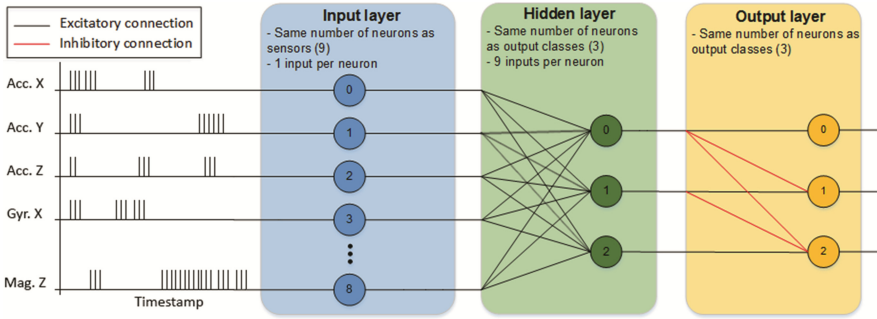 Excitatory connection
Inhibitory connection
Input layer
- Same number of neurons as
sensors (9)
- 1 input per neuron
Hidden layer
- Same number of neurons
as output classes (3)
- 9 inputs per neuron
Output layer
- Same number of neurons as
output classes (3)
Acc. X
Acc. Y
Acc. Z
Gyr. X
Mag. Z
Timestamp
0
1
2
3
8
0
1
2
0
1
2